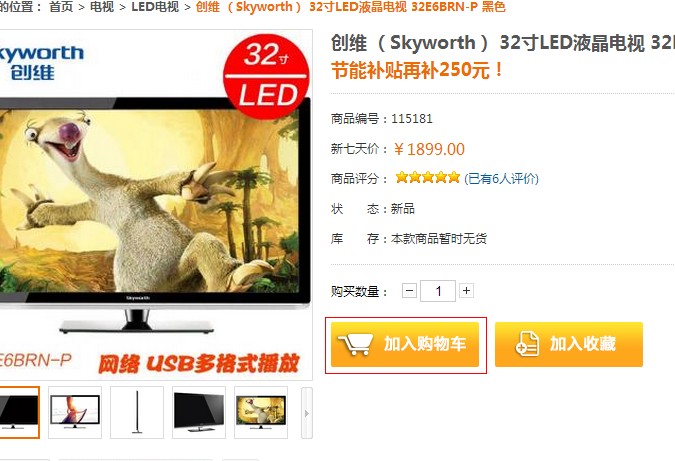 的位置： 首页 > 电视 > LED电视 > 创维（Skyworth） 32寸LED液晶电视 32E6BRN-P 黑色
kyworth
创维
32寸
LED
Skyworth
E6BRN-P 网络 USB多格式播放
创维（Skyworth） 32寸LED液晶电视 32
节能补贴再补250元！
商品编号：115181
新七天价：￥1899.00
商品评分： (已有6人评价)
状 态：新品
库 存：本款商品暂时无货
购买数量： − 1 +
加入购物车 加入收藏